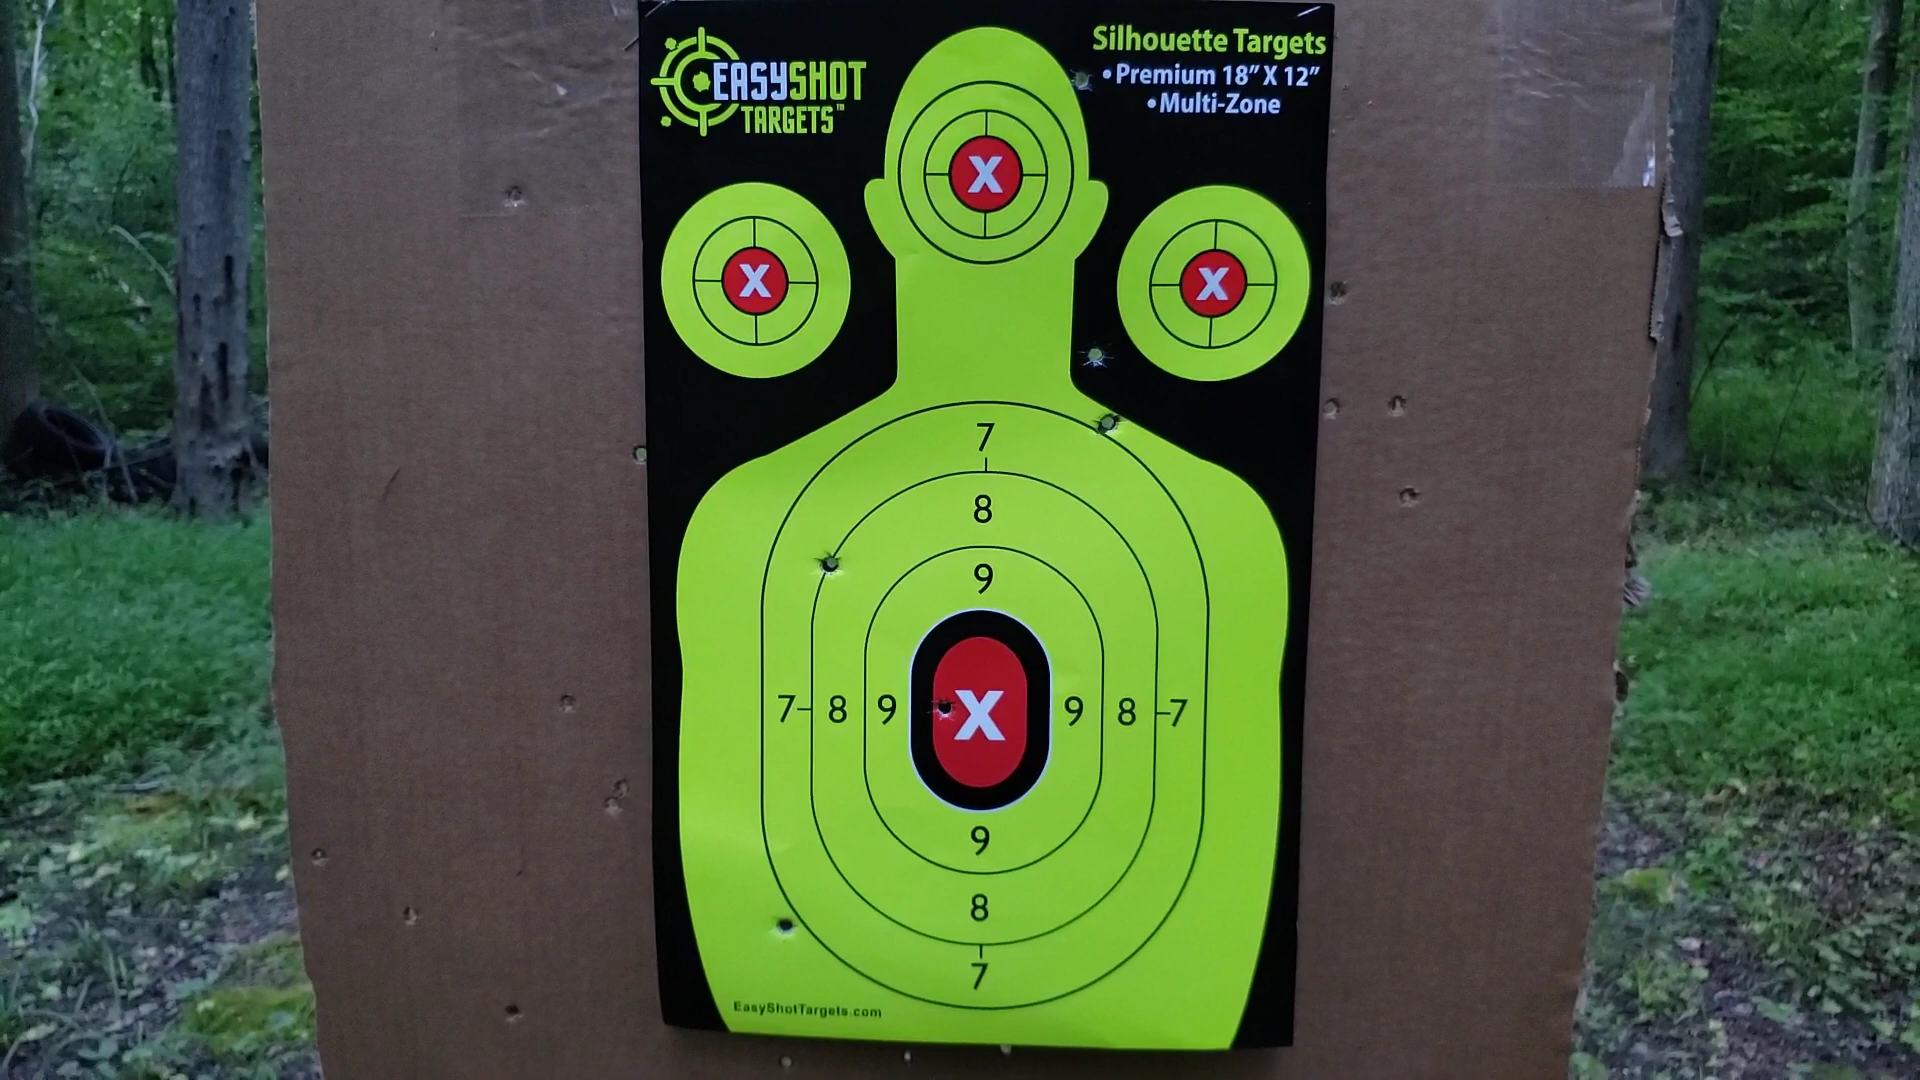 EASYSHOT
TARGETS™
Silhouette Targets
• Premium 18” X 12”
• Multi-Zone
X
X
X
7
8
9
7 8 9 X 9 8 7
9
8
7
EasyShotTargets.com